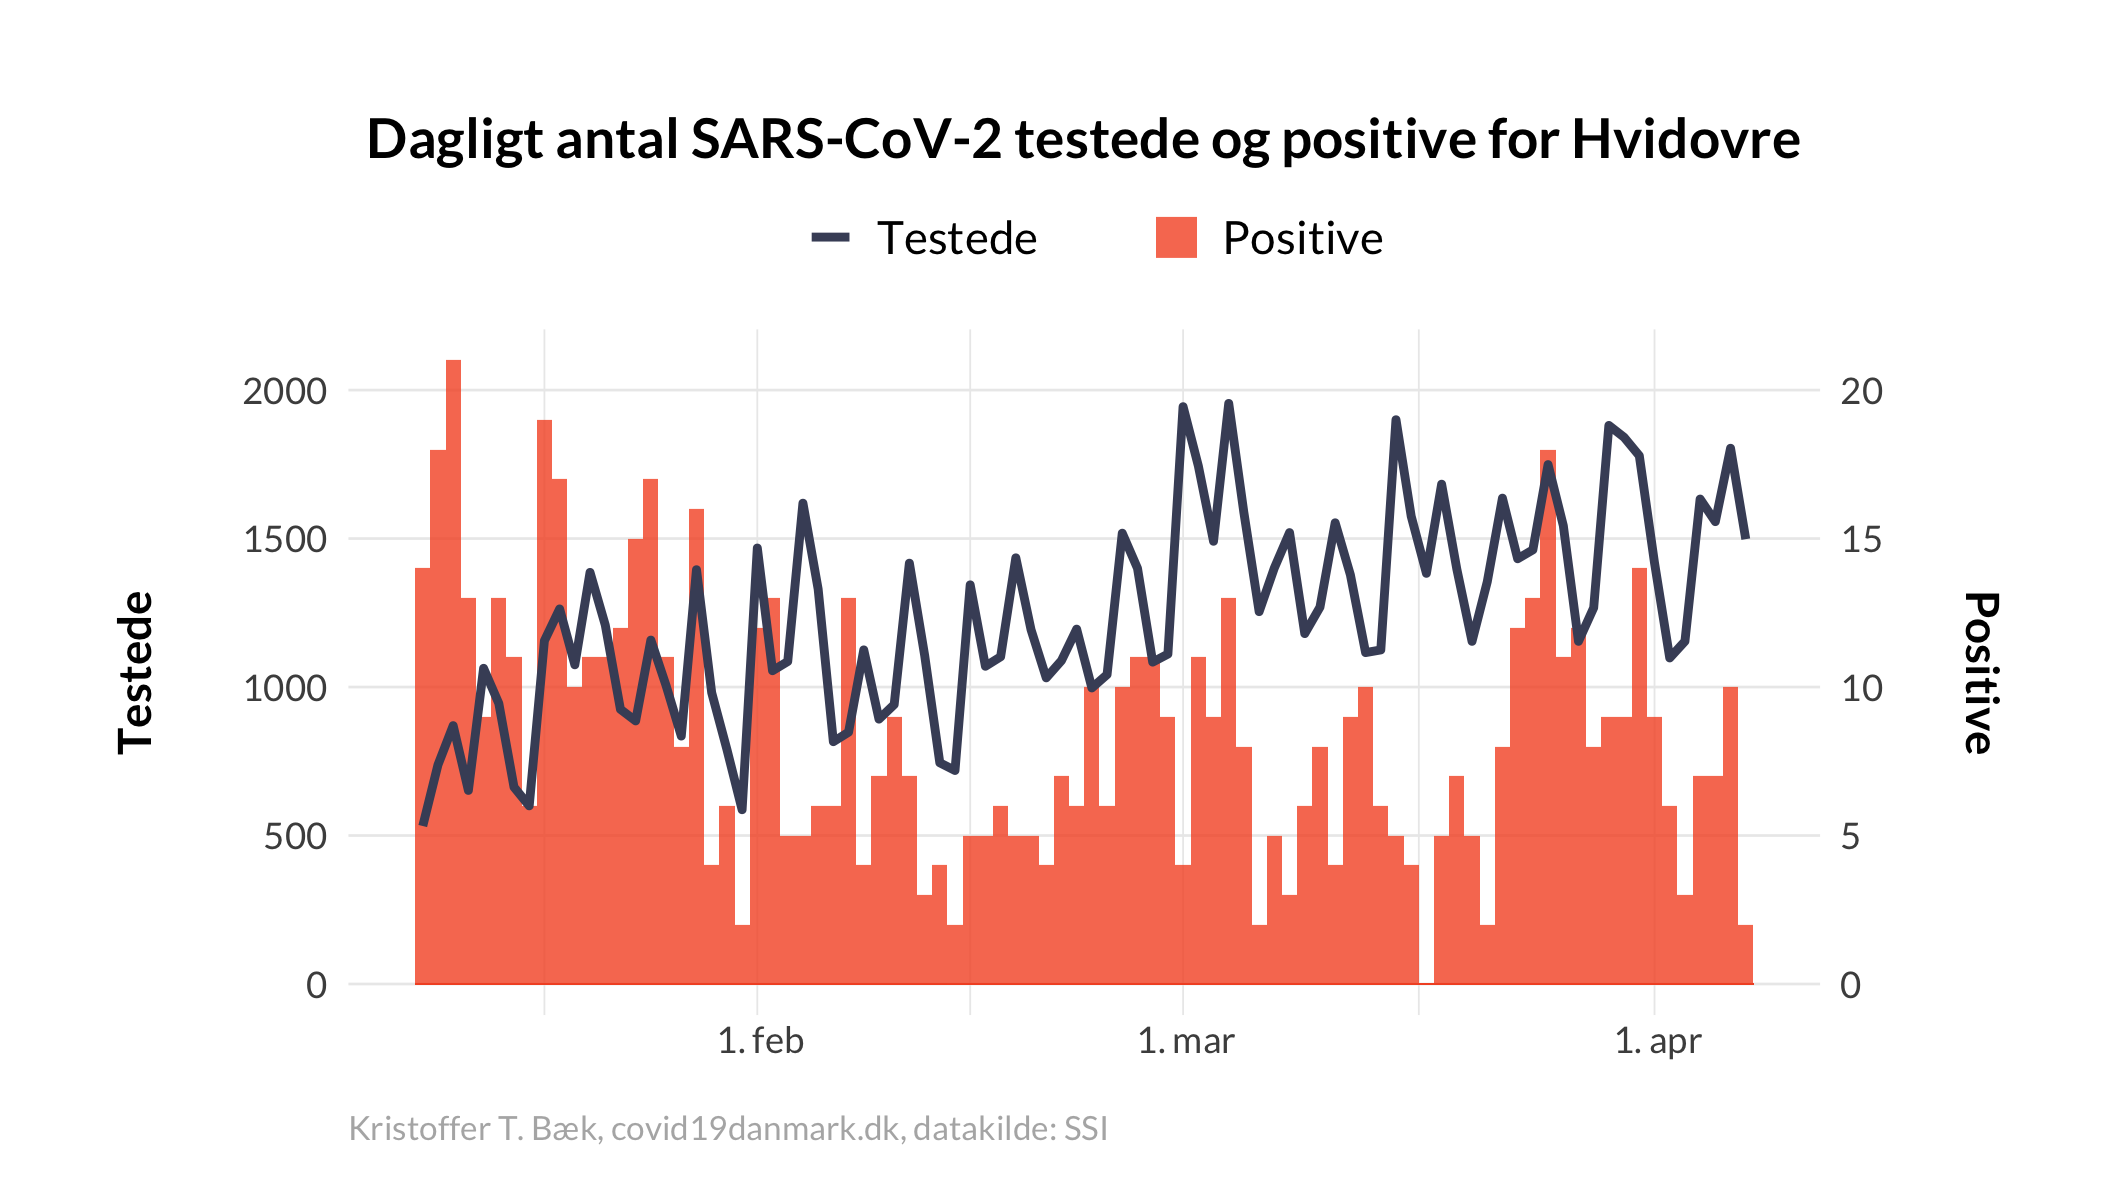 Dagligt antal SARS-CoV-2 testede og positive for Hvidovre
Testede
Positive
2000
1500
1000
500
0
20
15
10
5
0
Testede
Positive
1. feb
1. mar
1. apr
Kristoffer T. Bæk, covid19danmark.dk, datakilde: SSI